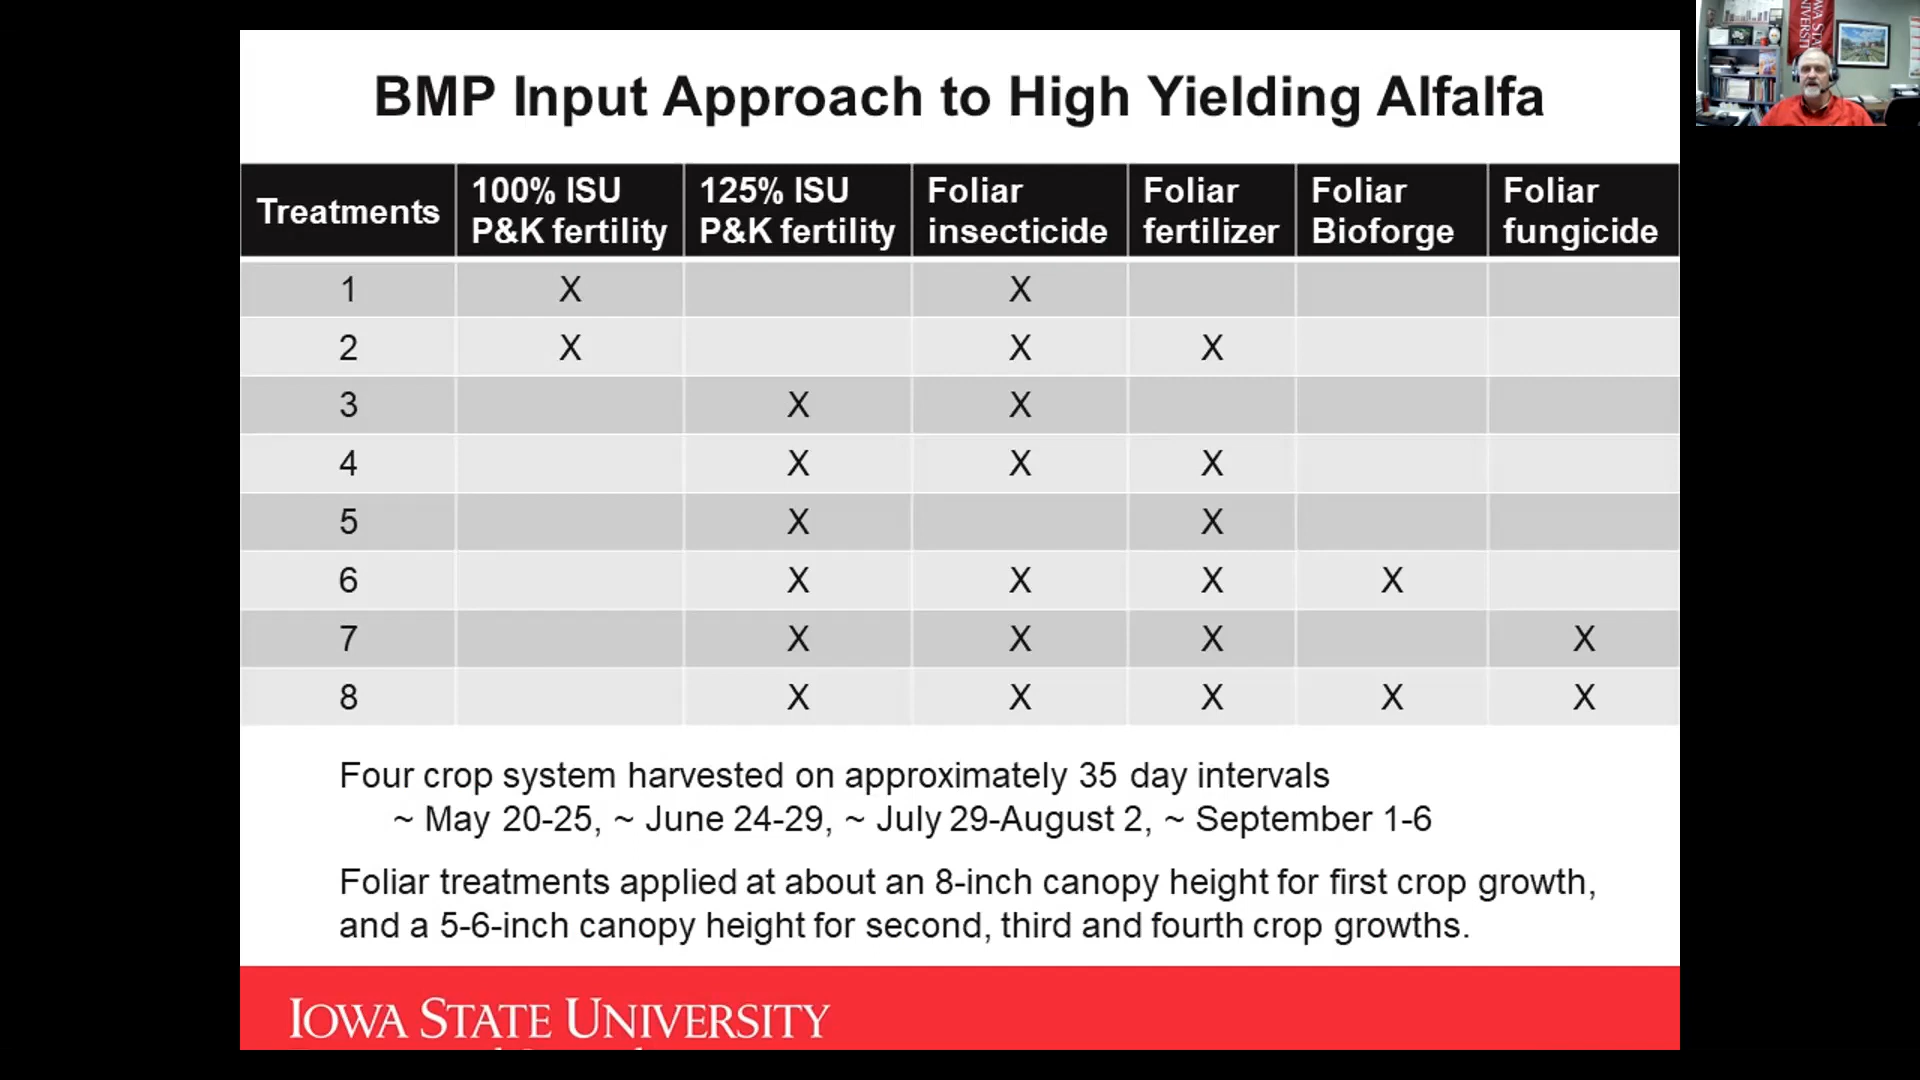 BMP Input Approach to High Yielding Alfalfa
Treatments 100% ISU P&K fertility 125% ISU P&K fertility Foliar insecticide Foliar fertilizer Foliar Bioforge Foliar fungicide
1 X X
2 X X X
3 X X
4 X X X
5 X X
6 X X X X
7 X X X X
8 X X X X X
Four crop system harvested on approximately 35 day intervals
~ May 20-25, ~ June 24-29, ~ July 29-August 2, ~ September 1-6
Foliar treatments applied at about an 8-inch canopy height for first crop growth,
and a 5-6-inch canopy height for second, third and fourth crop growths.
IOWA STATE UNIVERSITY